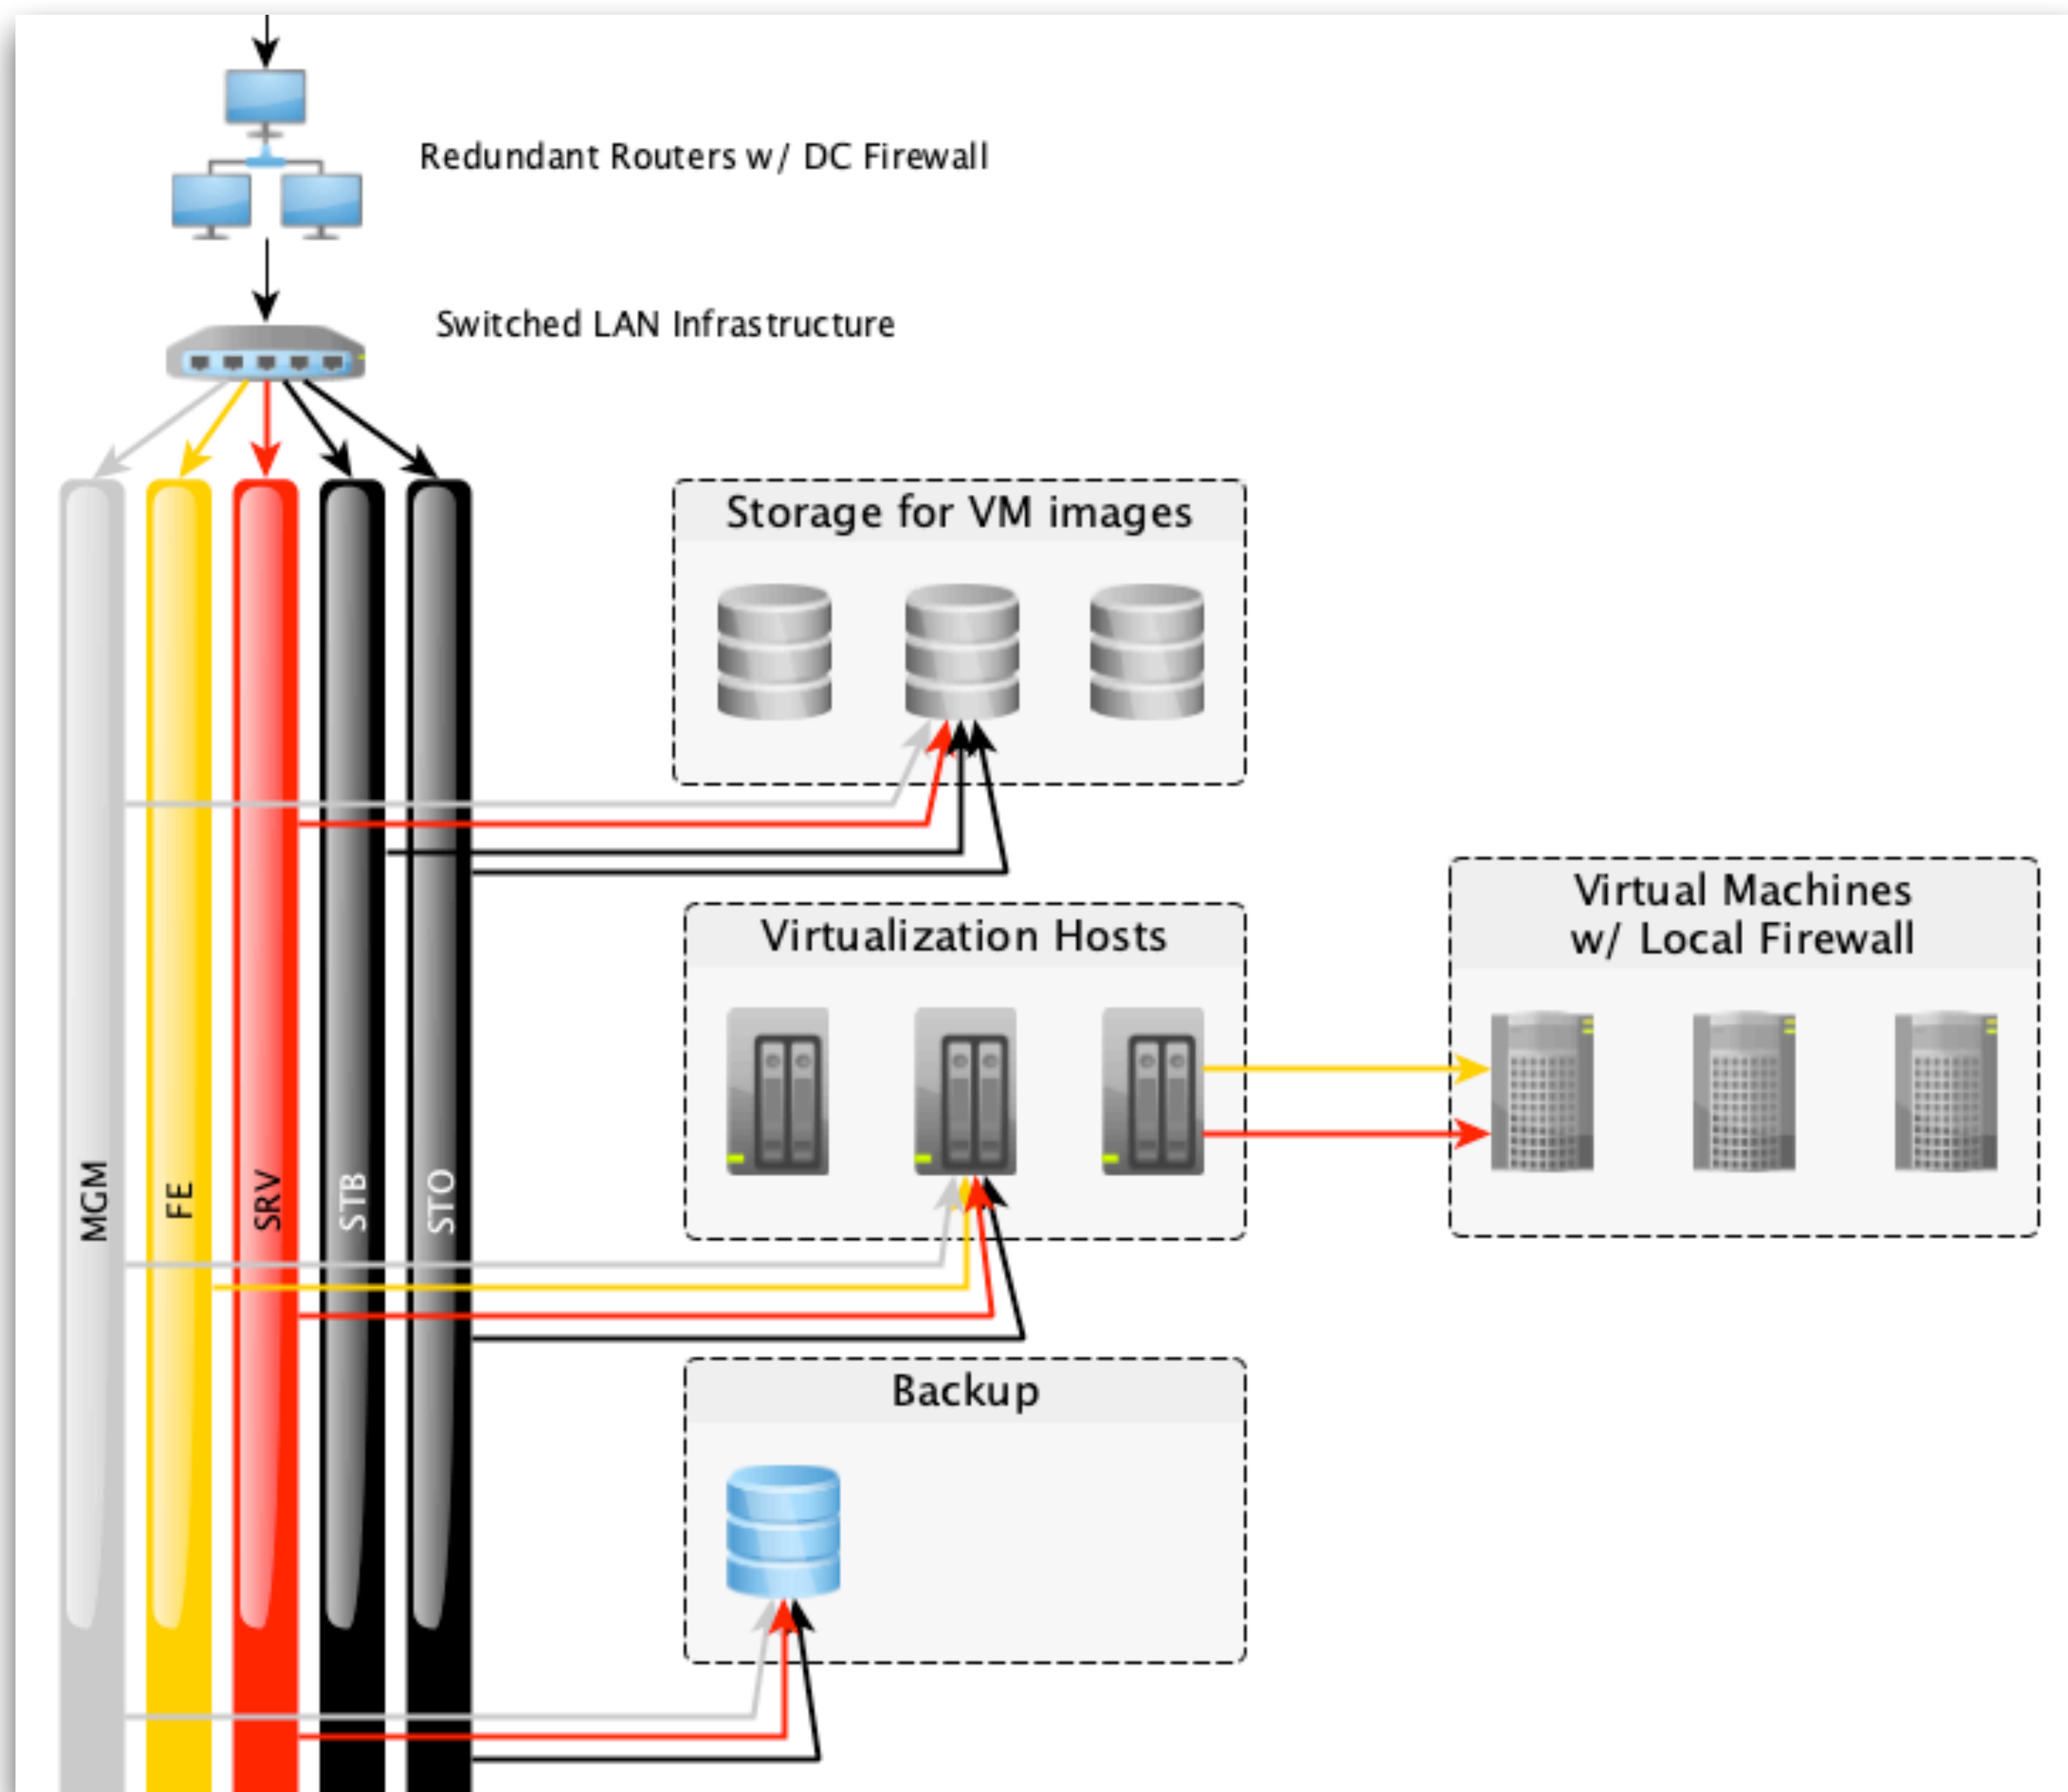 Redundant Routers w/ DC Firewall
Switched LAN Infrastructure
Storage for VM images
Virtualization Hosts
Virtual Machines
w/ Local Firewall
MGM
FE
SRV
STB
STO
Backup